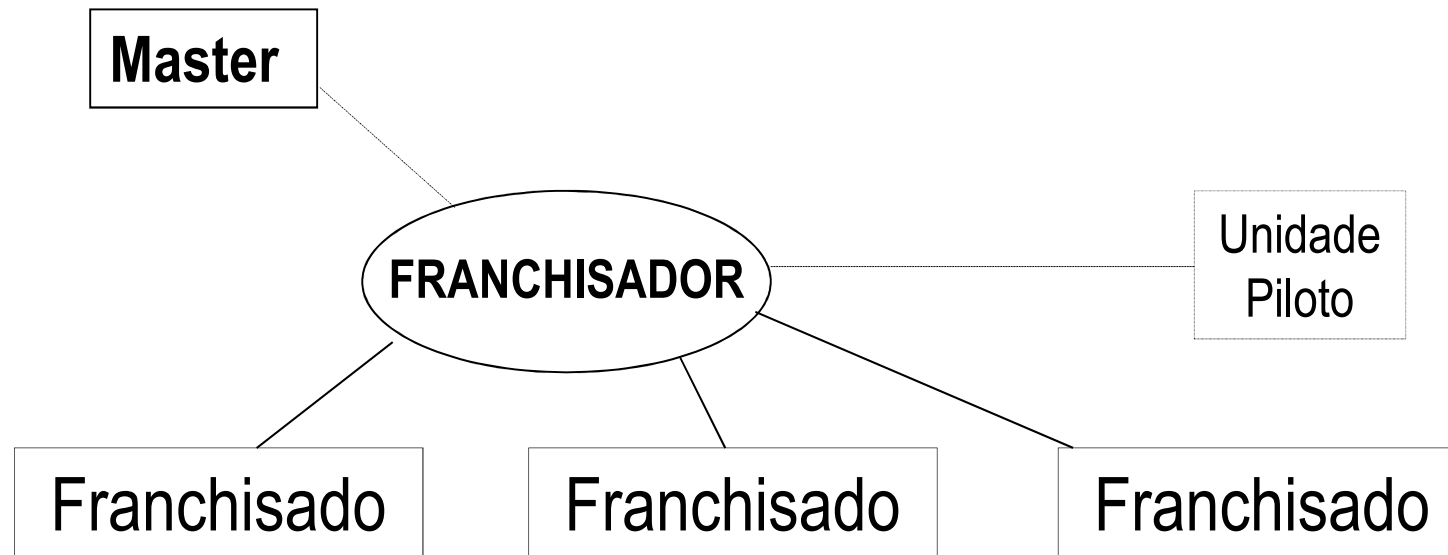 Master
FRANCHISADOR
Unidade
Piloto
Franchisado
Franchisado
Franchisado